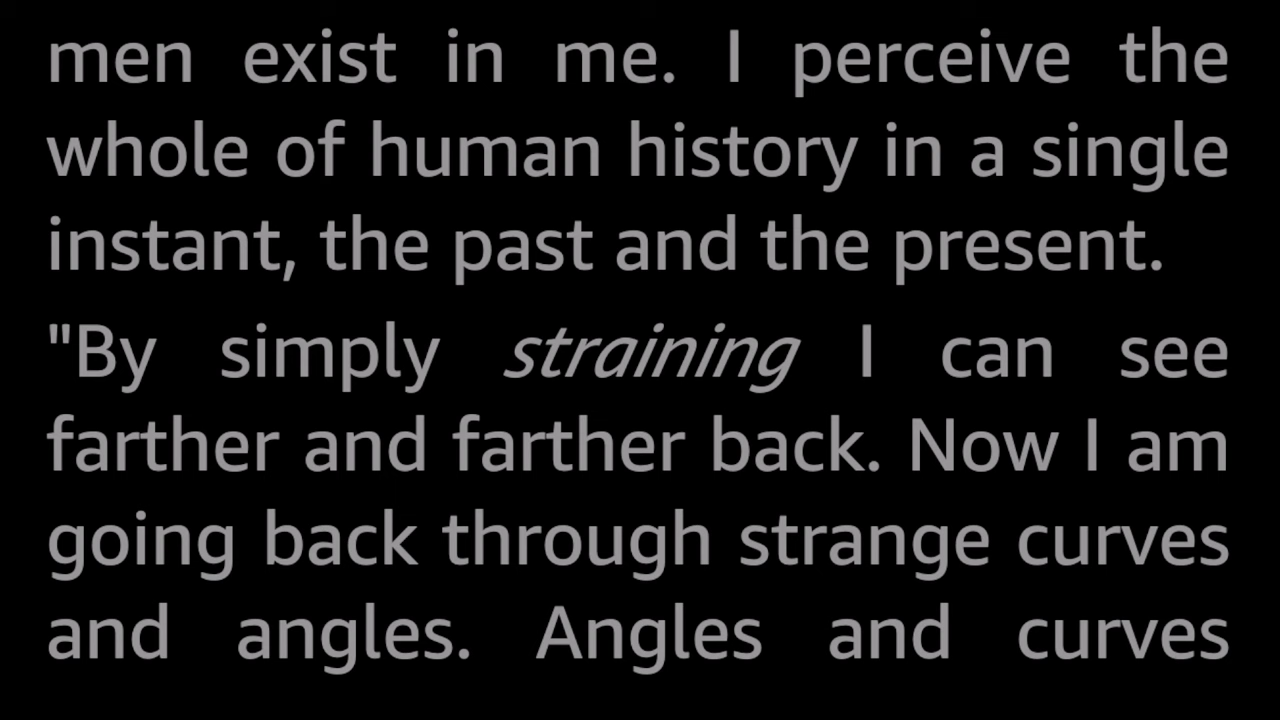 men exist in me. I perceive the
whole of human history in a single
instant, the past and the present.
"By simply straining I can see
farther and farther back. Now I am
going back through strange curves
and angles. Angles and curves